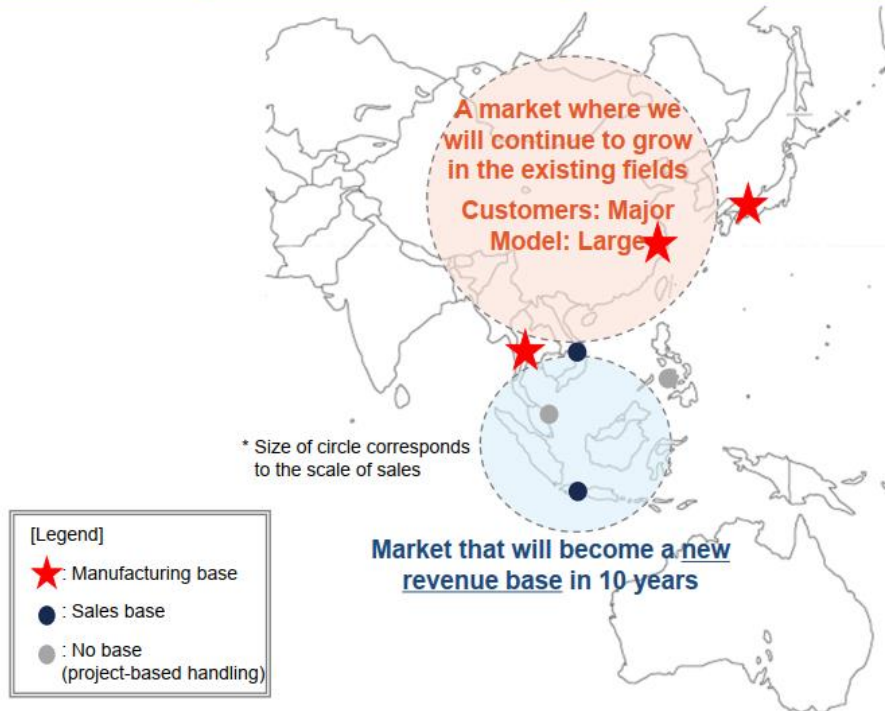 A market where we
will continue to grow
in the existing fields
Customers: Major
Model: Large
* Size of circle corresponds
to the scale of sales
Market that will become a new
revenue base in 10 years
[Legend]
: Manufacturing base
: Sales base
: No base
(project-based handling)